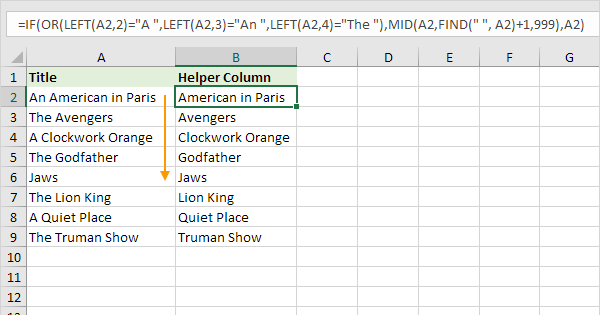 =IF(OR(LEFT(A2,2)="A ",LEFT(A2,3)="An ",LEFT(A2,4)="The "),MID(A2,FIND(" ", A2)+1,999),A2)
A B C D E F G
1 Title Helper Column
2 An American in Paris American in Paris
3 The Avengers Avengers
4 A Clockwork Orange Clockwork Orange
5 The Godfather Godfather
6 Jaws Jaws
7 The Lion King Lion King
8 A Quiet Place Quiet Place
9 The Truman Show Truman Show
10
11
12
13